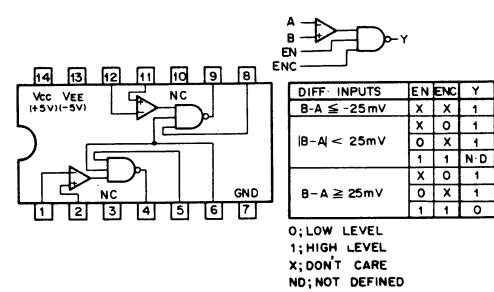 A
B
EN
ENC
Y
14 13 12 11 10 9 8
Vcc VEE NC
(+5V)(-5V)
NC GND
1 2 3 4 5 6 7
DIFF· INPUTS EN ENC Y
B-A ≦ -25mV X X 1
|B-A| < 25mV X 0 1
0 X 1
1 1 N·D
B-A ≧ 25mV X 0 1
0 X 1
1 1 0
0; LOW LEVEL
1; HIGH LEVEL
X; DON'T CARE
ND; NOT DEFINED